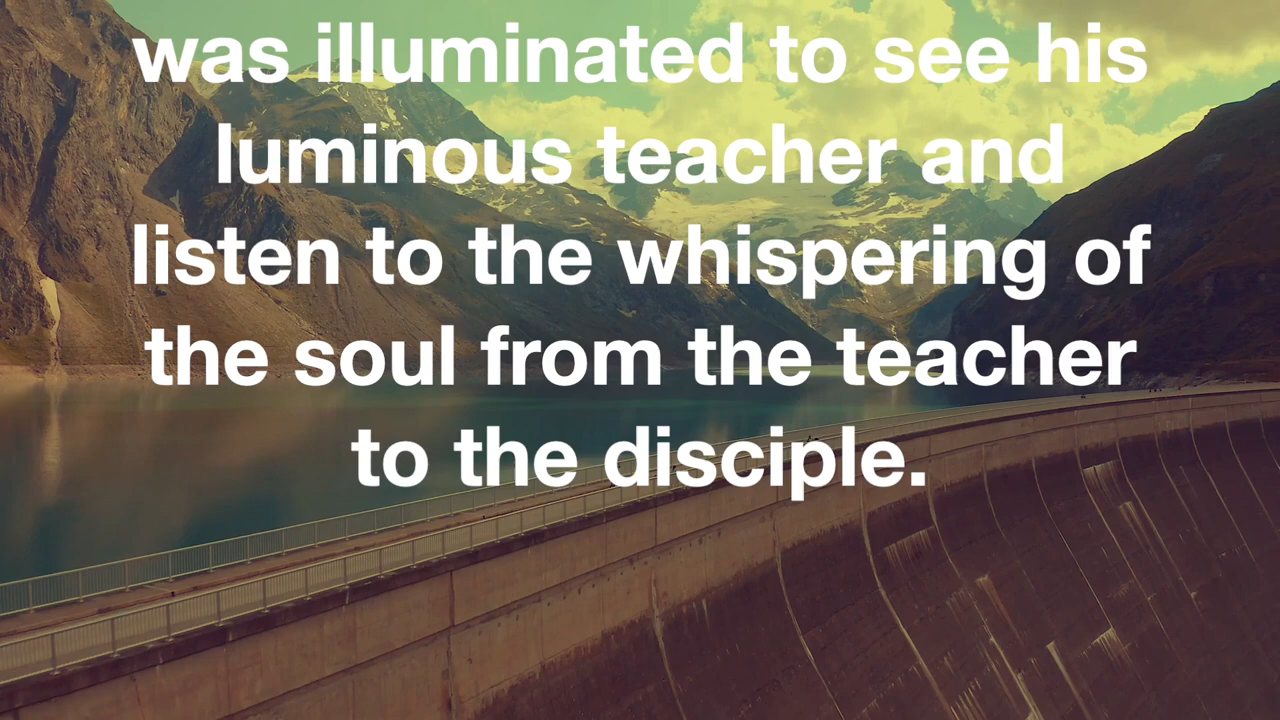 was illuminated to see his
luminous teacher and
listen to the whispering of
the soul from the teacher
to the disciple.